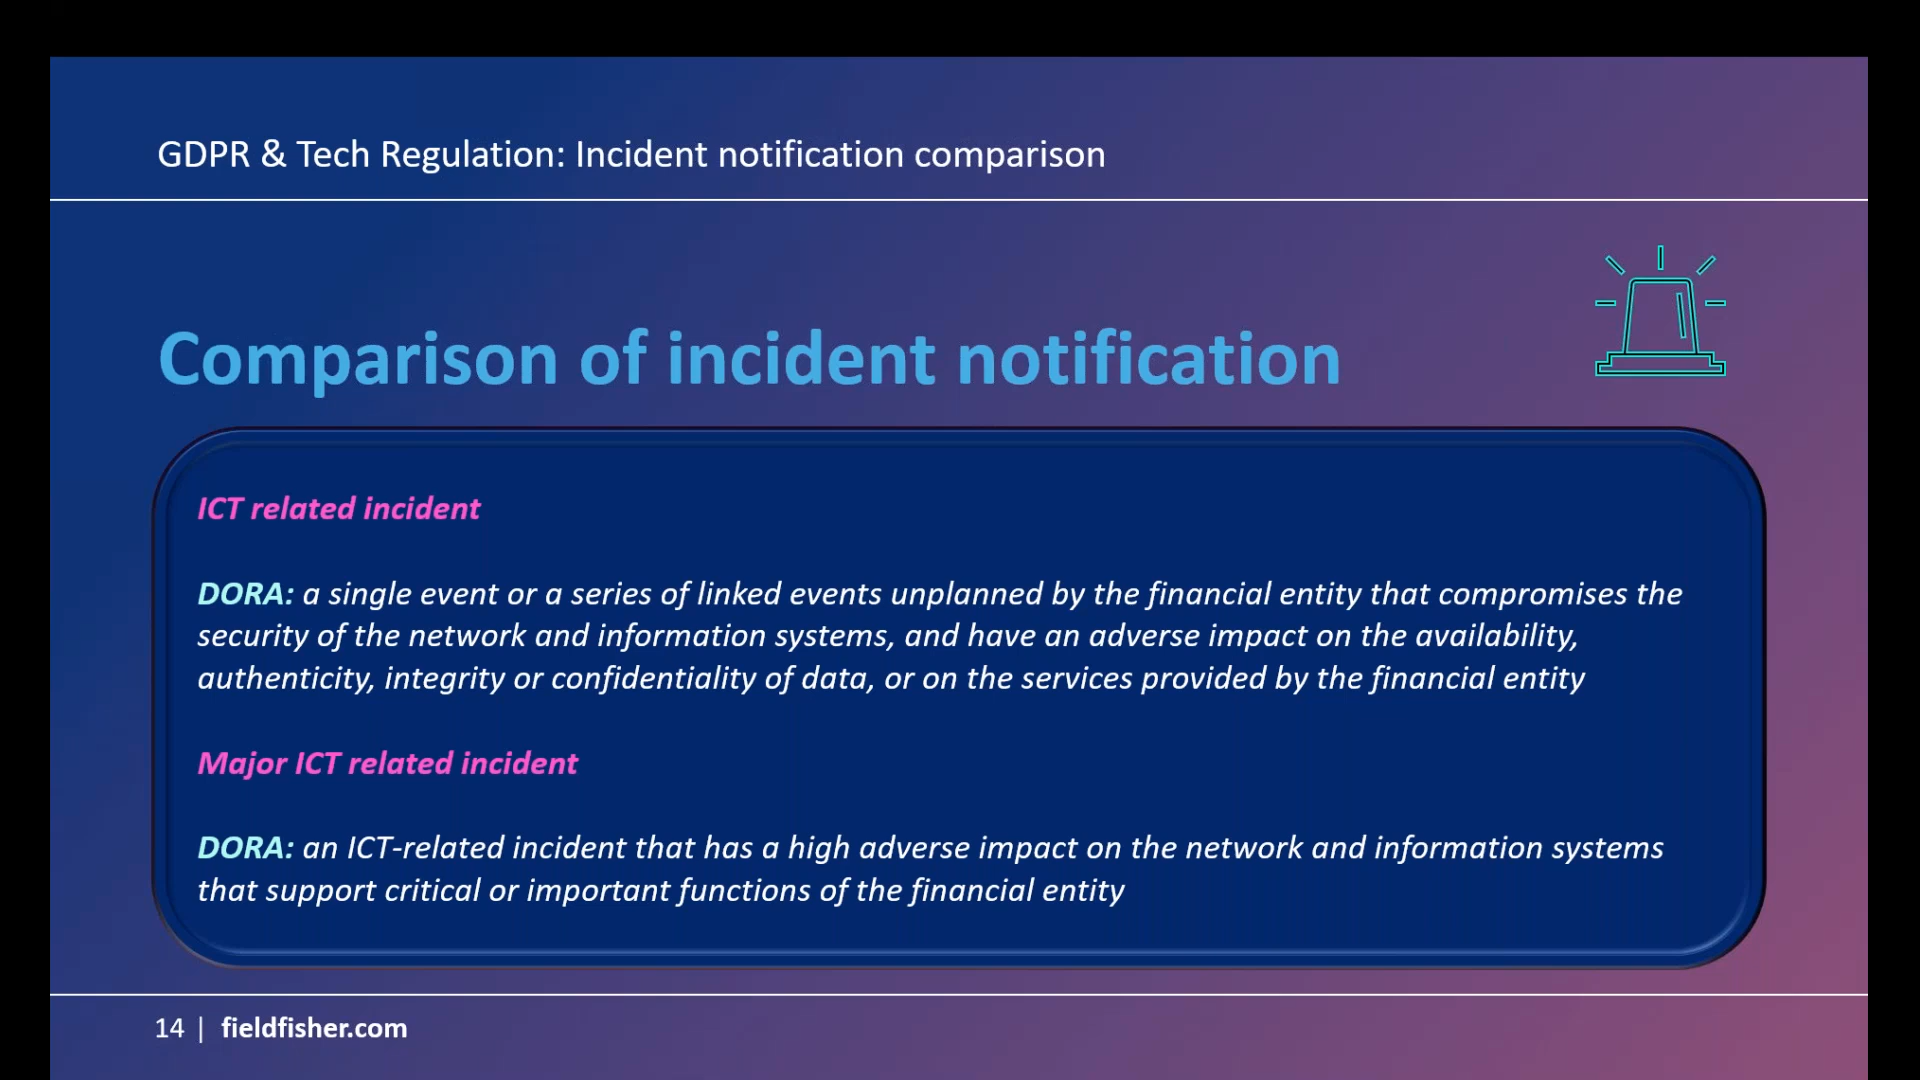 GDPR & Tech Regulation: Incident notification comparison
Comparison of incident notification
ICT related incident
DORA: a single event or a series of linked events unplanned by the financial entity that compromises the
security of the network and information systems, and have an adverse impact on the availability,
authenticity, integrity or confidentiality of data, or on the services provided by the financial entity
Major ICT related incident
DORA: an ICT-related incident that has a high adverse impact on the network and information systems
that support critical or important functions of the financial entity
14 | fieldfisher.com